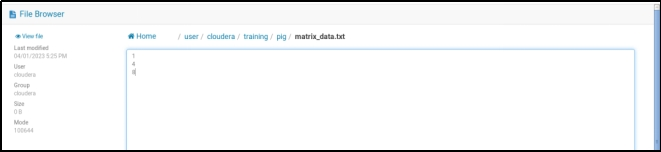 File Browser
View file
Home / user / cloudera / training / pig / matrix_data.txt
Last modified
04/01/2023 5:25 PM
User
cloudera
Group
cloudera
Size
0 B
Mode
100644
1
4